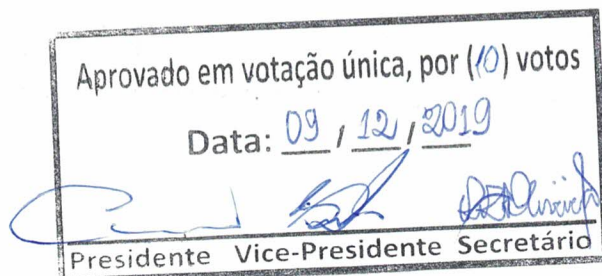 Aprovado em votação única, por (10) votos
Data: 09 / 12 / 2019
Presidente Vice-Presidente Secretário